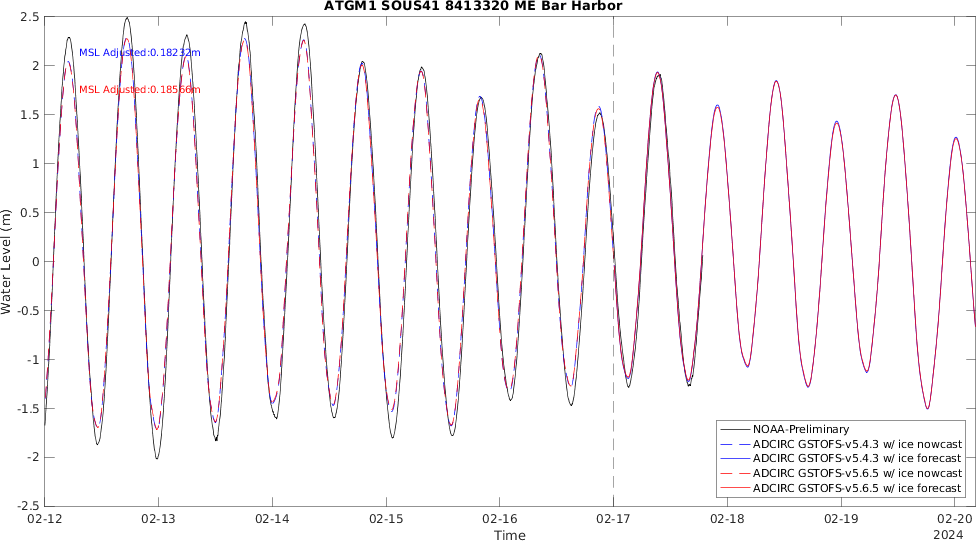 ATGM1 SOUS41 8413320 ME Bar Harbor
2.5
2
1.5
1
0.5
0
-0.5
-1
-1.5
-2
-2.5
Water Level (m)
MSL Adjusted:0.18232m
MSL Adjusted:0.18566m
NOAA-Preliminary
ADCIRC GSTOFS-v5.4.3 w/ ice nowcast
ADCIRC GSTOFS-v5.4.3 w/ ice forecast
ADCIRC GSTOFS-v5.6.5 w/ ice nowcast
ADCIRC GSTOFS-v5.6.5 w/ ice forecast
02-12 02-13 02-14 02-15 02-16 02-17 02-18 02-19 02-20
Time
2024